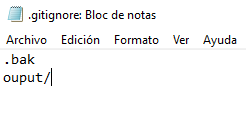 .gitignore: Bloc de notas
Archivo Edición Formato Ver Ayuda
.bak
ouput/